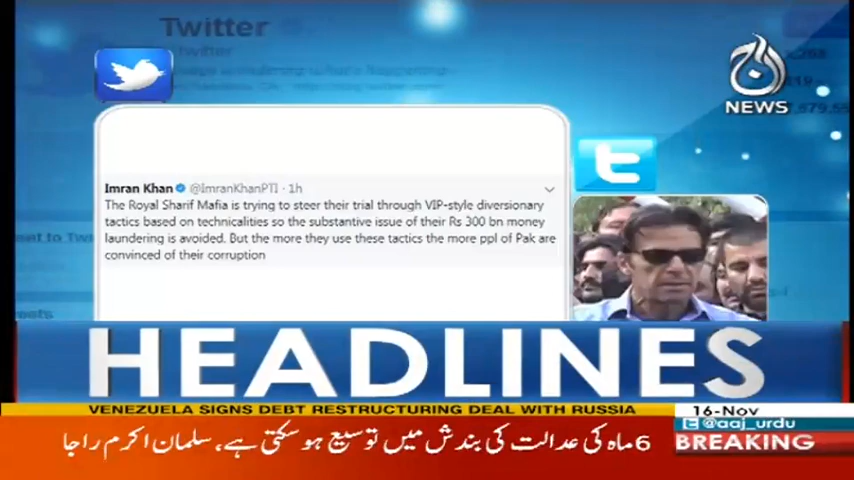 Twitter
آج
NEWS
Imran Khan @ImranKhanPTI · 1h
The Royal Sharif Mafia is trying to steer their trial through VIP-style diversionary
tactics based on technicalities so the substantive issue of their Rs 300 bn money
laundering is avoided. But the more they use these tactics the more ppl of Pak are
convinced of their corruption
HEADLINES
VENEZUELA SIGNS DEBT RESTRUCTURING DEAL WITH RUSSIA
16-Nov
@aaj_urdu
BREAKING
6 ماہ کی عدالت کی بندش میں توسیع ہو سکتی ہے، سلمان اکرم راجا